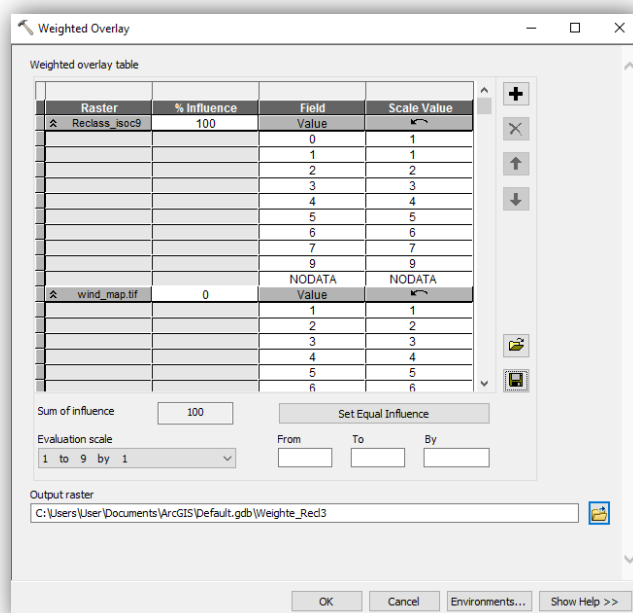 Weighted Overlay
Weighted overlay table
Raster % Influence Field Scale Value
Reclass_isoc9 100 Value
0 1
1 1
2 2
3 3
4 4
5 5
6 6
7 7
9 9
NODATA NODATA
wind_map.tif 0 Value
1 1
2 2
3 3
4 4
5 5
6 6
Sum of influence 100 Set Equal Influence
Evaluation scale From To By
1 to 9 by 1
Output raster
C:\Users\User\Documents\ArcGIS\Default.gdb\Weighte_Recl3
OK Cancel Environments... Show Help >>